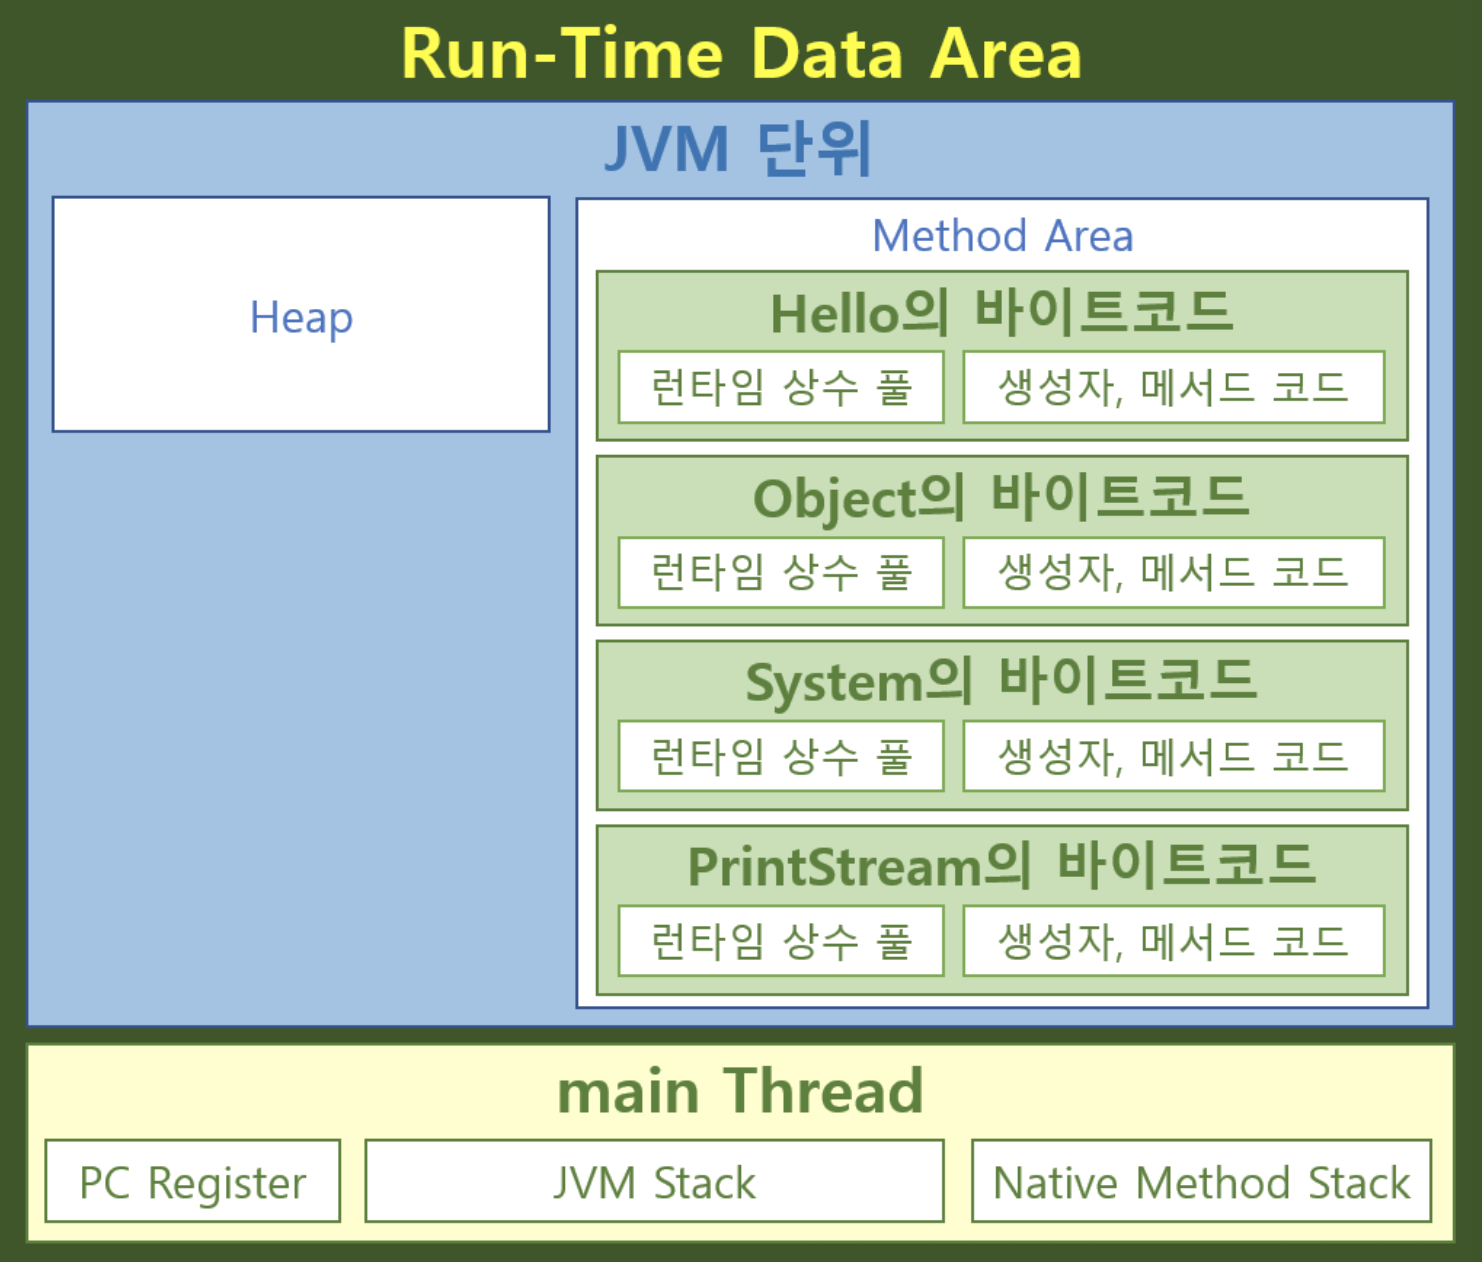 Run-Time Data Area
JVM 단위
Heap
Method Area
Hello의 바이트코드
런타임 상수 풀
생성자, 메서드 코드
Object의 바이트코드
런타임 상수 풀
생성자, 메서드 코드
System의 바이트코드
런타임 상수 풀
생성자, 메서드 코드
PrintStream의 바이트코드
런타임 상수 풀
생성자, 메서드 코드
main Thread
PC Register
JVM Stack
Native Method Stack